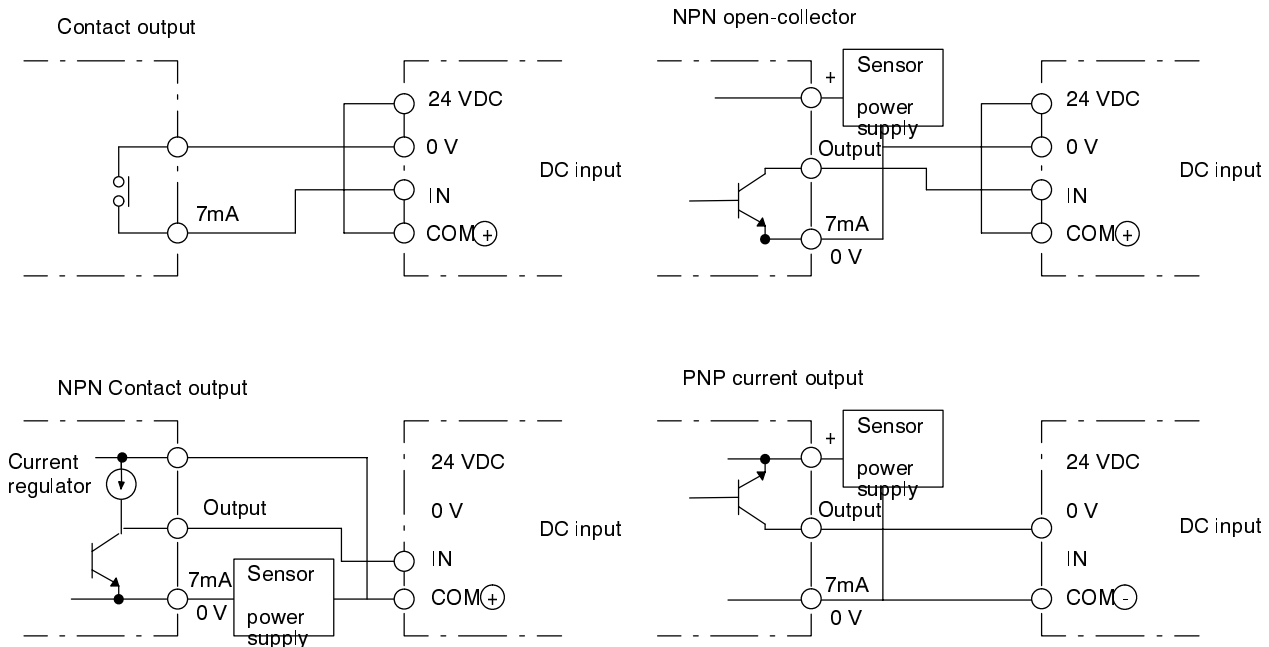 Contact output
24 VDC
0 V
DC input
IN
7mA
COM +
NPN open-collector
+
Sensor
power
supply
24 VDC
Output
0 V
DC input
IN
7mA
COM +
0 V
NPN Contact output
Current
regulator
24 VDC
Output
0 V
DC input
IN
7mA
Sensor
COM +
0 V
power
supply
PNP current output
+
Sensor
power
supply
24 VDC
Output
0 V
DC input
IN
7mA
COM -
0 V